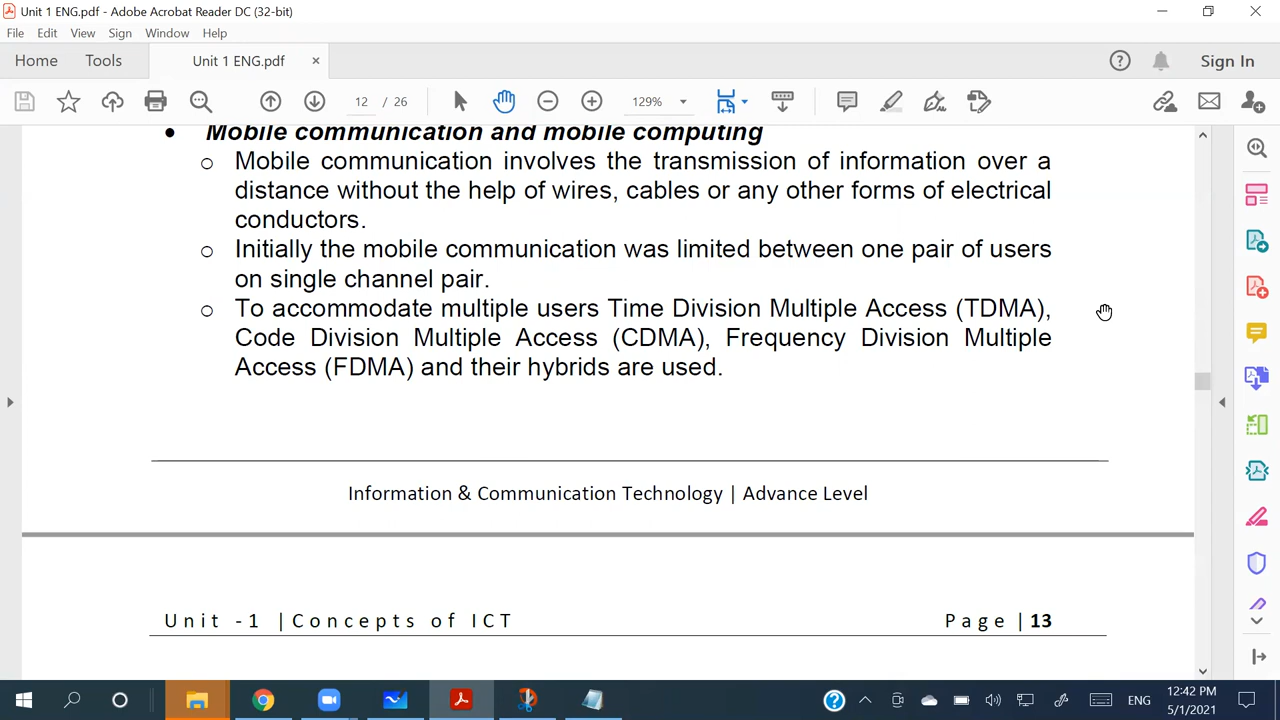 Unit 1 ENG.pdf - Adobe Acrobat Reader DC (32-bit)
File Edit View Sign Window Help
Home Tools Unit 1 ENG.pdf × Sign In
12 / 26 129%
• Mobile communication and mobile computing
o Mobile communication involves the transmission of information over a
distance without the help of wires, cables or any other forms of electrical
conductors.
o Initially the mobile communication was limited between one pair of users
on single channel pair.
o To accommodate multiple users Time Division Multiple Access (TDMA),
Code Division Multiple Access (CDMA), Frequency Division Multiple
Access (FDMA) and their hybrids are used.
Information & Communication Technology | Advance Level
Unit -1 |Concepts of ICT Page |13
ENG 12:42 PM
5/1/2021